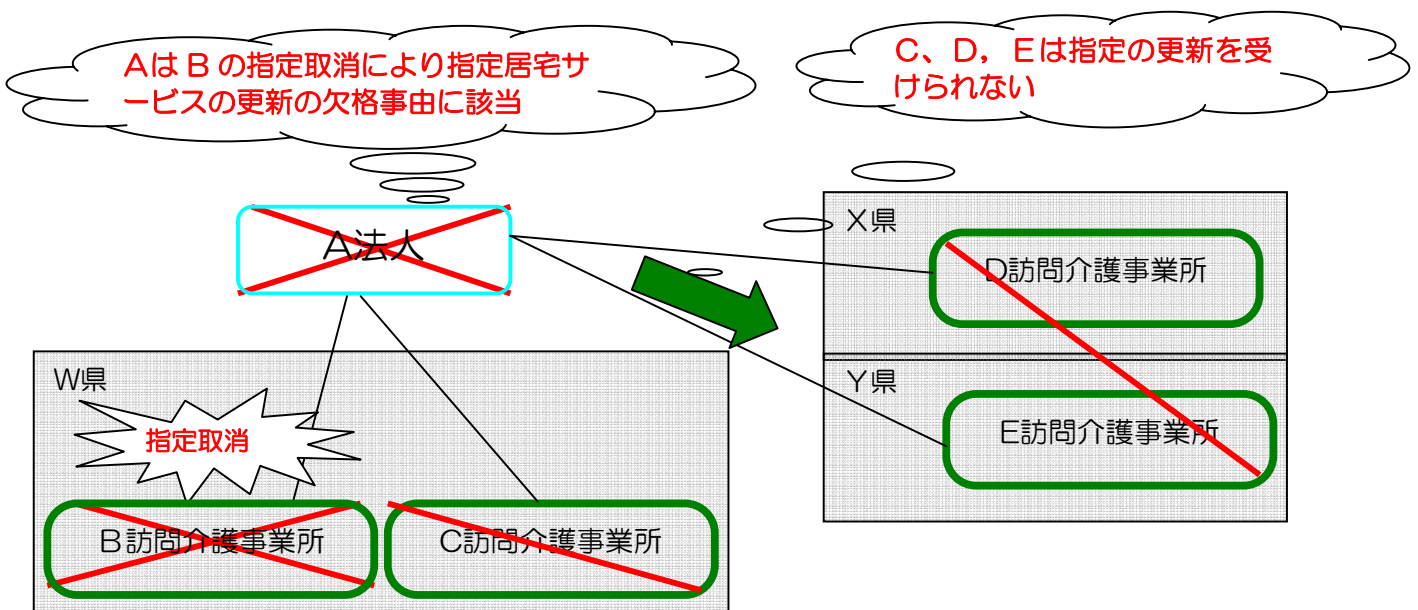 Aは B の指定取消により指定居宅サ
ービスの更新の欠格事由に該当
C、D，Eは指定の更新を受
けられない
A法人
X県
D訪問介護事業所
Y県
E訪問介護事業所
W県
指定取消
B訪問介護事業所
C訪問介護事業所